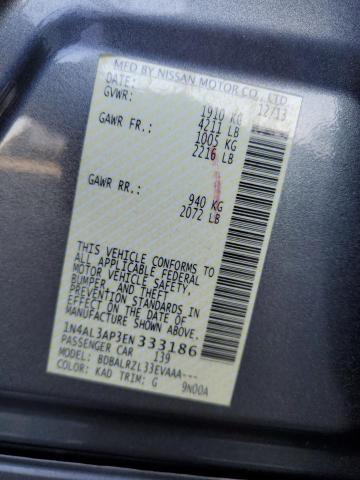 MFD BY NISSAN MOTOR CO., LTD.
DATE: 12/13
GVWR: 1910 KG
4211 LB
GAWR FR.: 1005 KG
2216 LB
GAWR RR.: 940 KG
2072 LB
THIS VEHICLE CONFORMS TO
ALL APPLICABLE FEDERAL
MOTOR VEHICLE SAFETY,
BUMPER, AND THEFT
PREVENTION STANDARDS IN
EFFECT ON THE DATE OF
MANUFACTURE SHOWN ABOVE.
1N4AL3AP3EN 333186
PASSENGER CAR 139
MODEL: BDBALRZL33EVAAA---
COLOR: KAD TRIM: G 9N00A